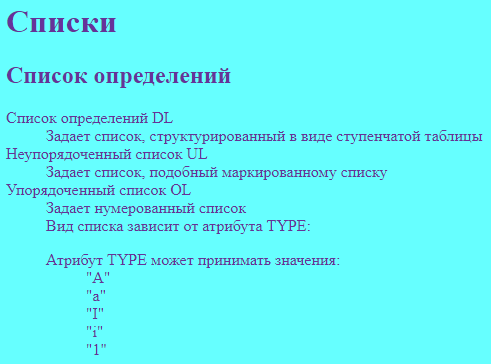 Списки
Список определений
Список определений DL
Задает список, структурированный в виде ступенчатой таблицы
Неупорядоченный список UL
Задает список, подобный маркированному списку
Упорядоченный список OL
Задает нумерованный список
Вид списка зависит от атрибута TYPE:
Атрибут TYPE может принимать значения:
"A"
"a"
"I"
"i"
"1"